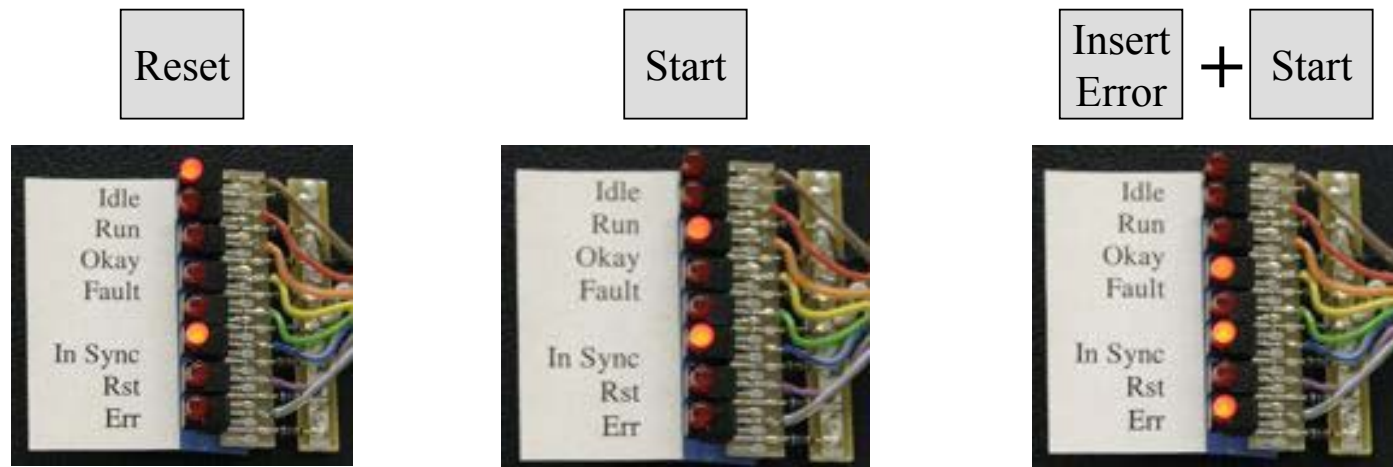 Reset
Start
Insert
Error
+
Start
Idle
Run
Okay
Fault
In Sync
Rst
Err
Idle
Run
Okay
Fault
In Sync
Rst
Err
Idle
Run
Okay
Fault
In Sync
Rst
Err